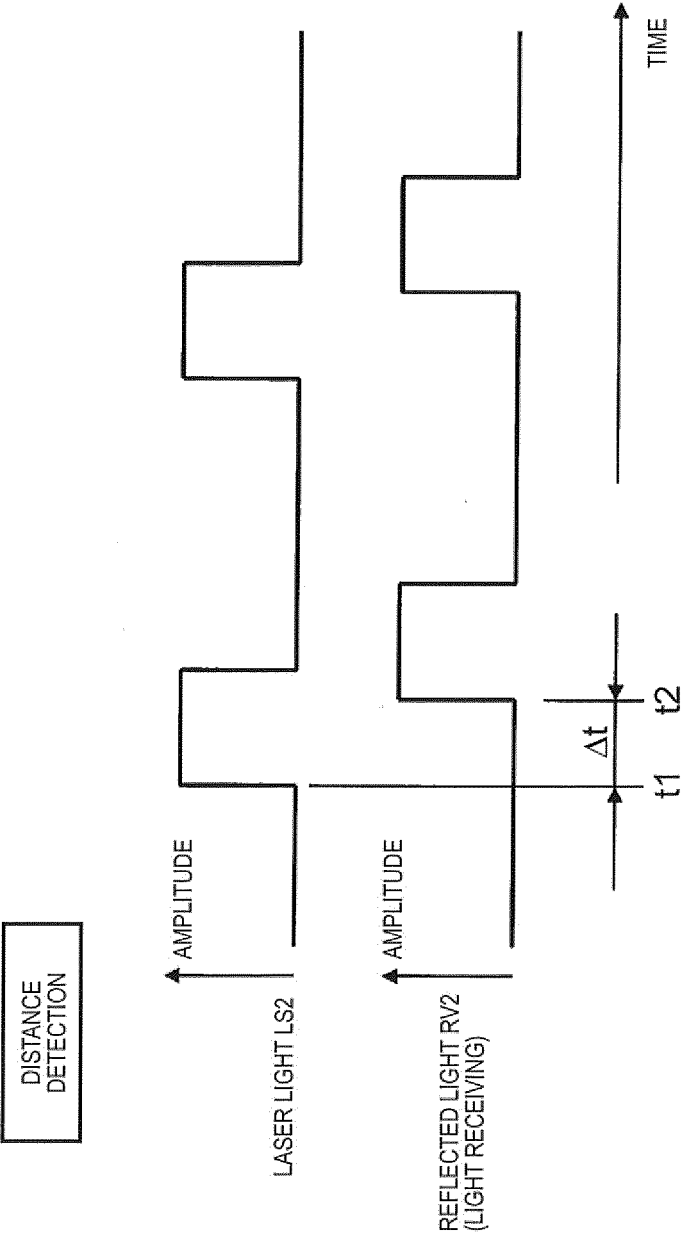 DISTANCE
DETECTION
AMPLITUDE
LASER LIGHT LS2
AMPLITUDE
REFLECTED LIGHT RV2
(LIGHT RECEIVING)
Δt
t1
t2
TIME